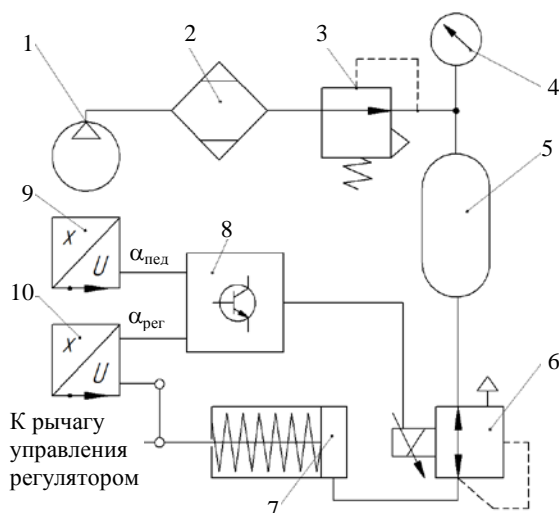 1
2
3
4
5
6
7
8
9
10
x
U
x
U
αпед
αрег
К рычагу
управления
регулятором